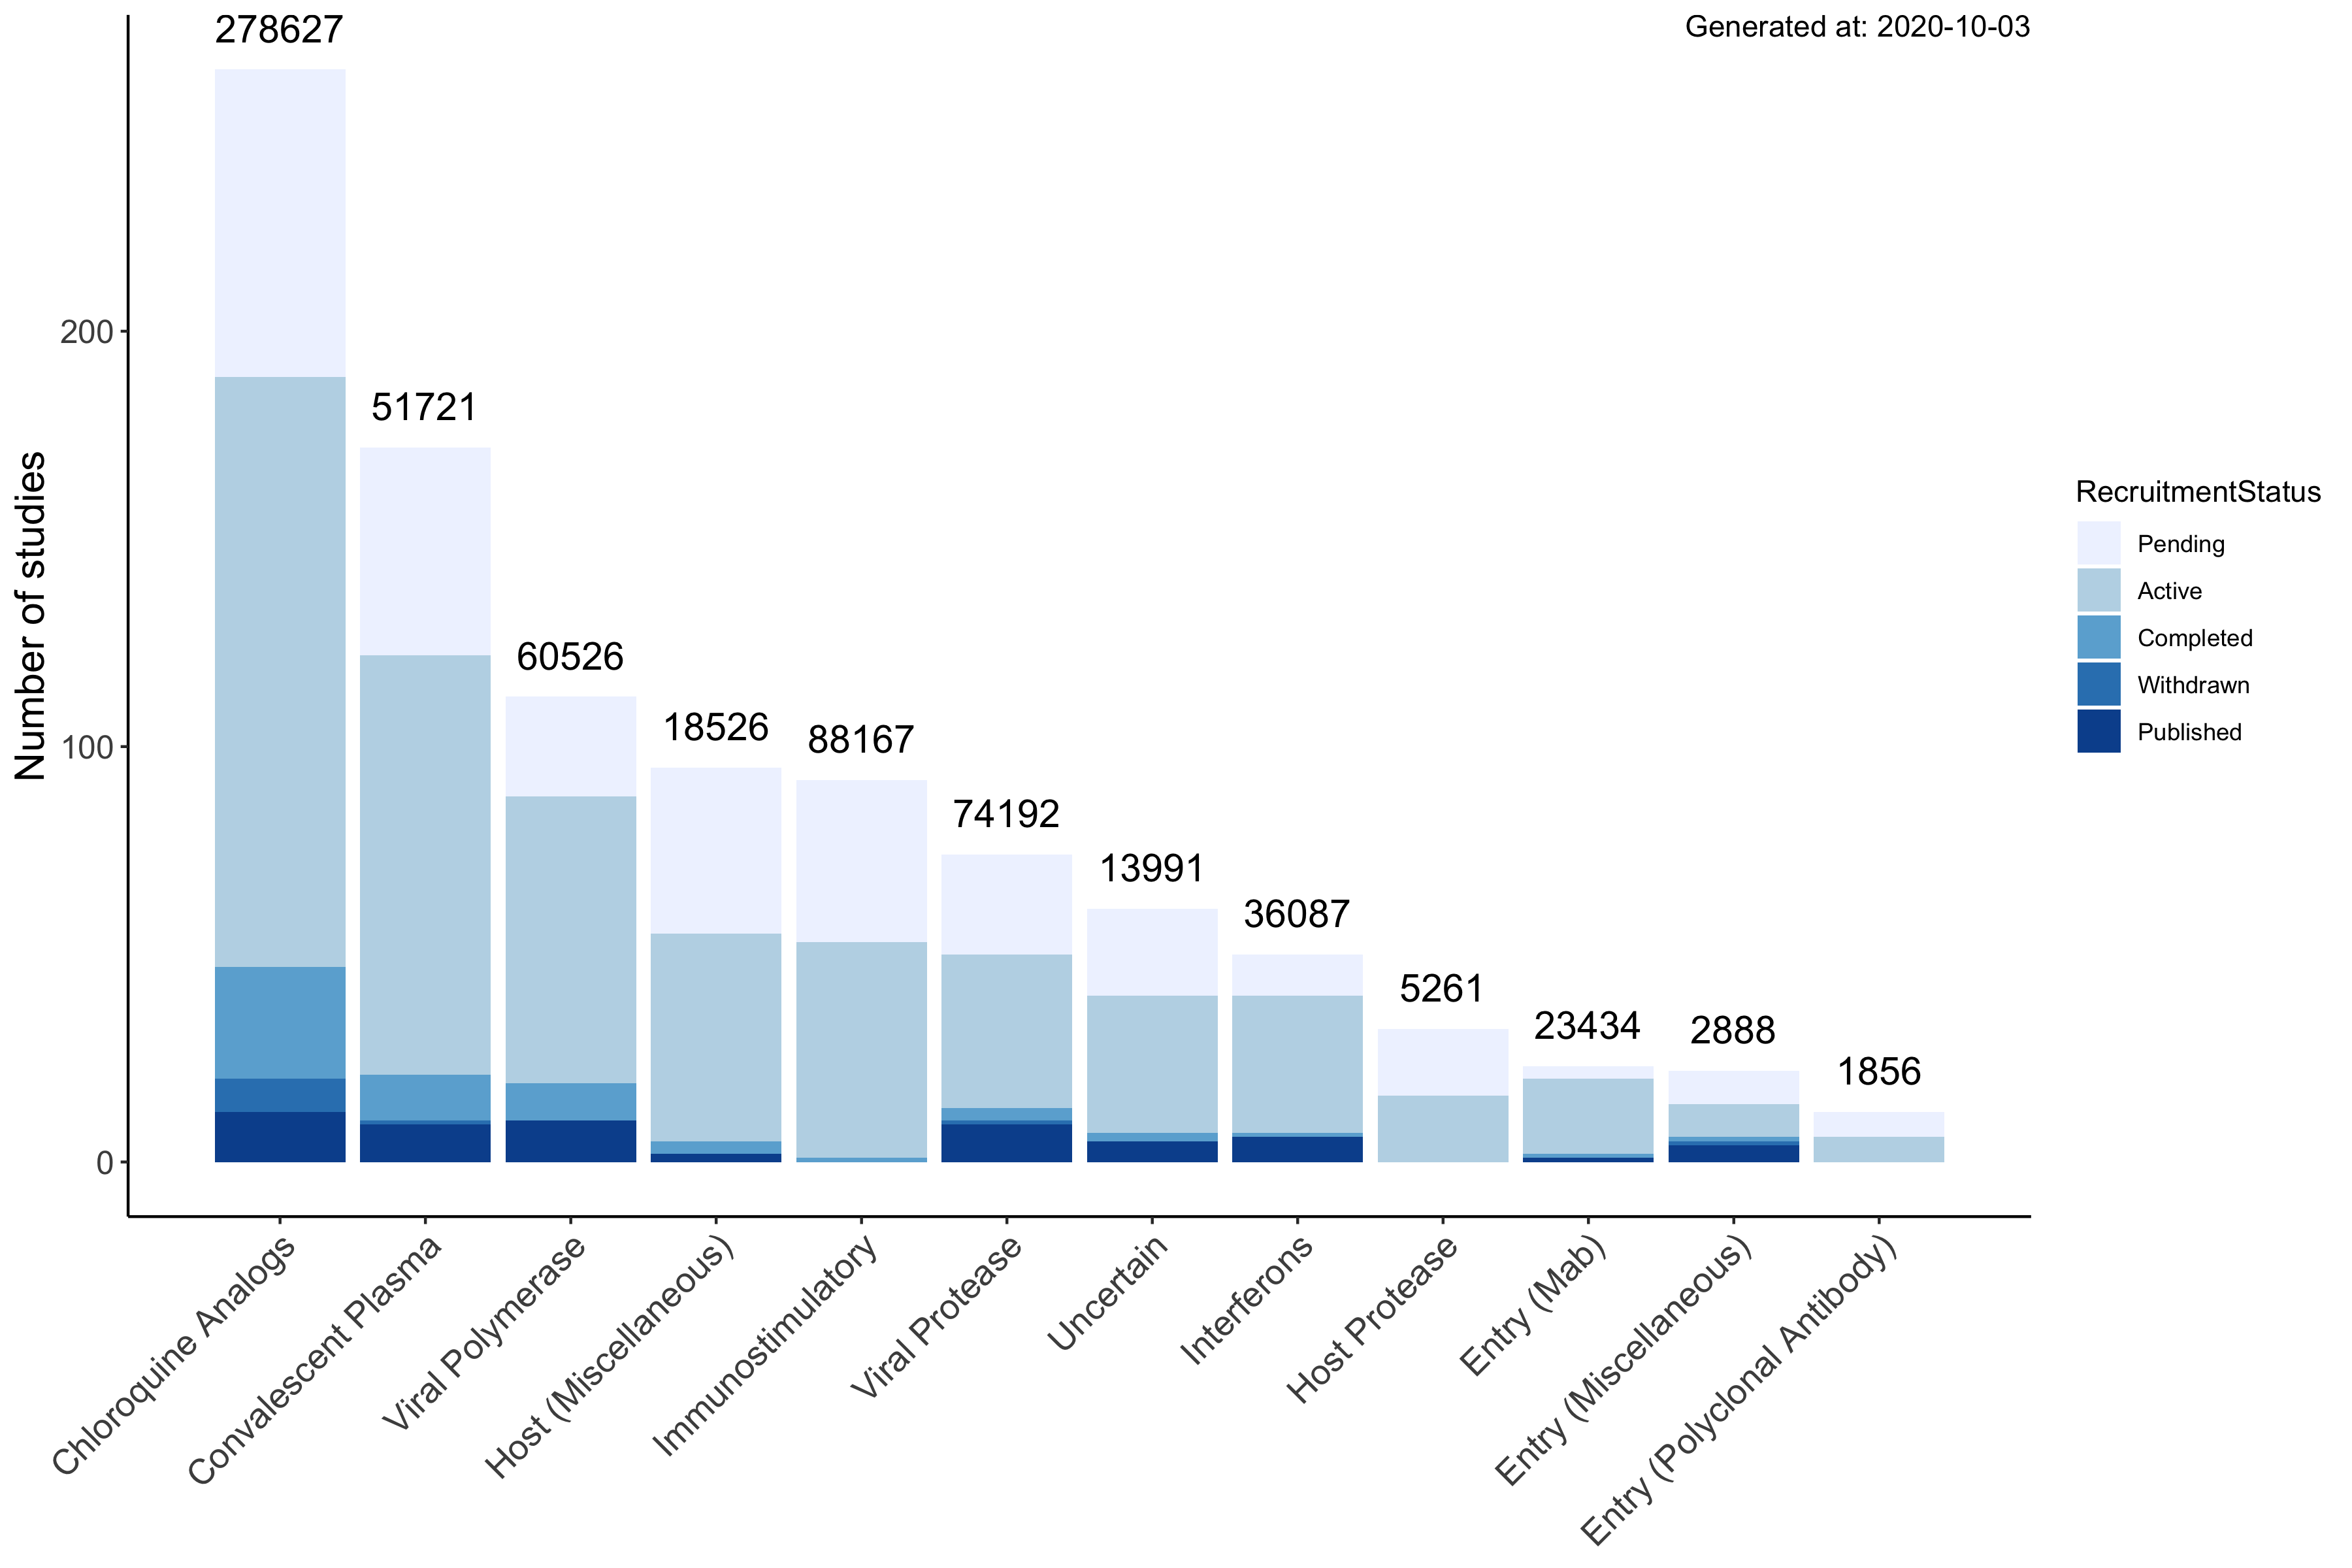 Generated at: 2020-10-03
278627
51721
60526
18526
88167
74192
13991
36087
5261
23434
2888
1856
Number of studies
200
100
0
Chloroquine Analogs
Convalescent Plasma
Viral Polymerase
Host (Miscellaneous)
Immunostimulatory
Viral Protease
Uncertain
Interferons
Host Protease
Entry (Mab)
Entry (Miscellaneous)
Entry (Polyclonal Antibody)
RecruitmentStatus
Pending
Active
Completed
Withdrawn
Published